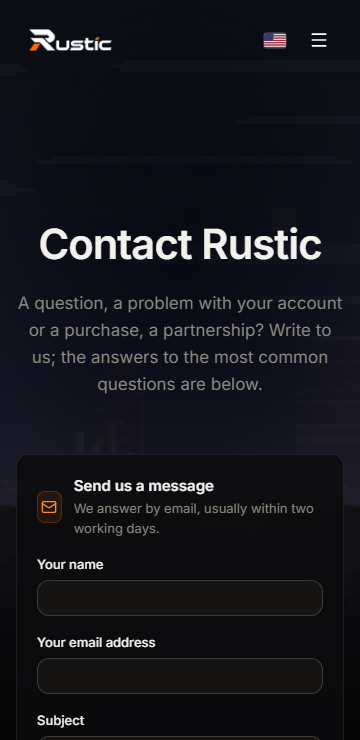 Rustic
Contact Rustic
A question, a problem with your account
or a purchase, a partnership? Write to
us; the answers to the most common
questions are below.
Send us a message
We answer by email, usually within two
working days.
Your name
Your email address
Subject